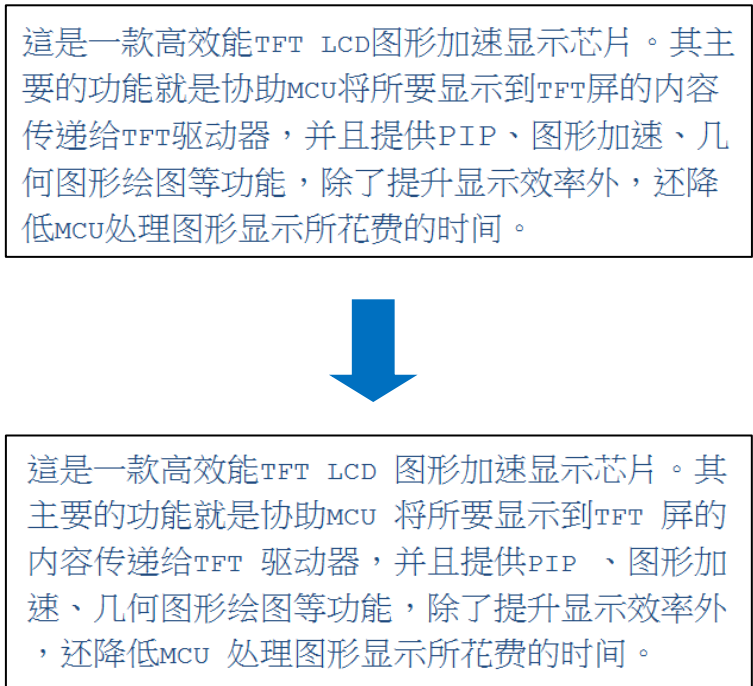 這是一款高效能TFT LCD图形加速显示芯片。其主
要的功能就是协助MCU将所要显示到TFT屏的内容
传递给TFT驱动器，并且提供PIP、图形加速、几
何图形绘图等功能，除了提升显示效率外，还降
低MCU处理图形显示所花费的时间。
這是一款高效能TFT LCD 图形加速显示芯片。其
主要的功能就是协助MCU 将所要显示到TFT 屏的
内容传递给TFT 驱动器，并且提供PIP 、图形加
速、几何图形绘图等功能，除了提升显示效率外
，还降低MCU 处理图形显示所花费的时间。